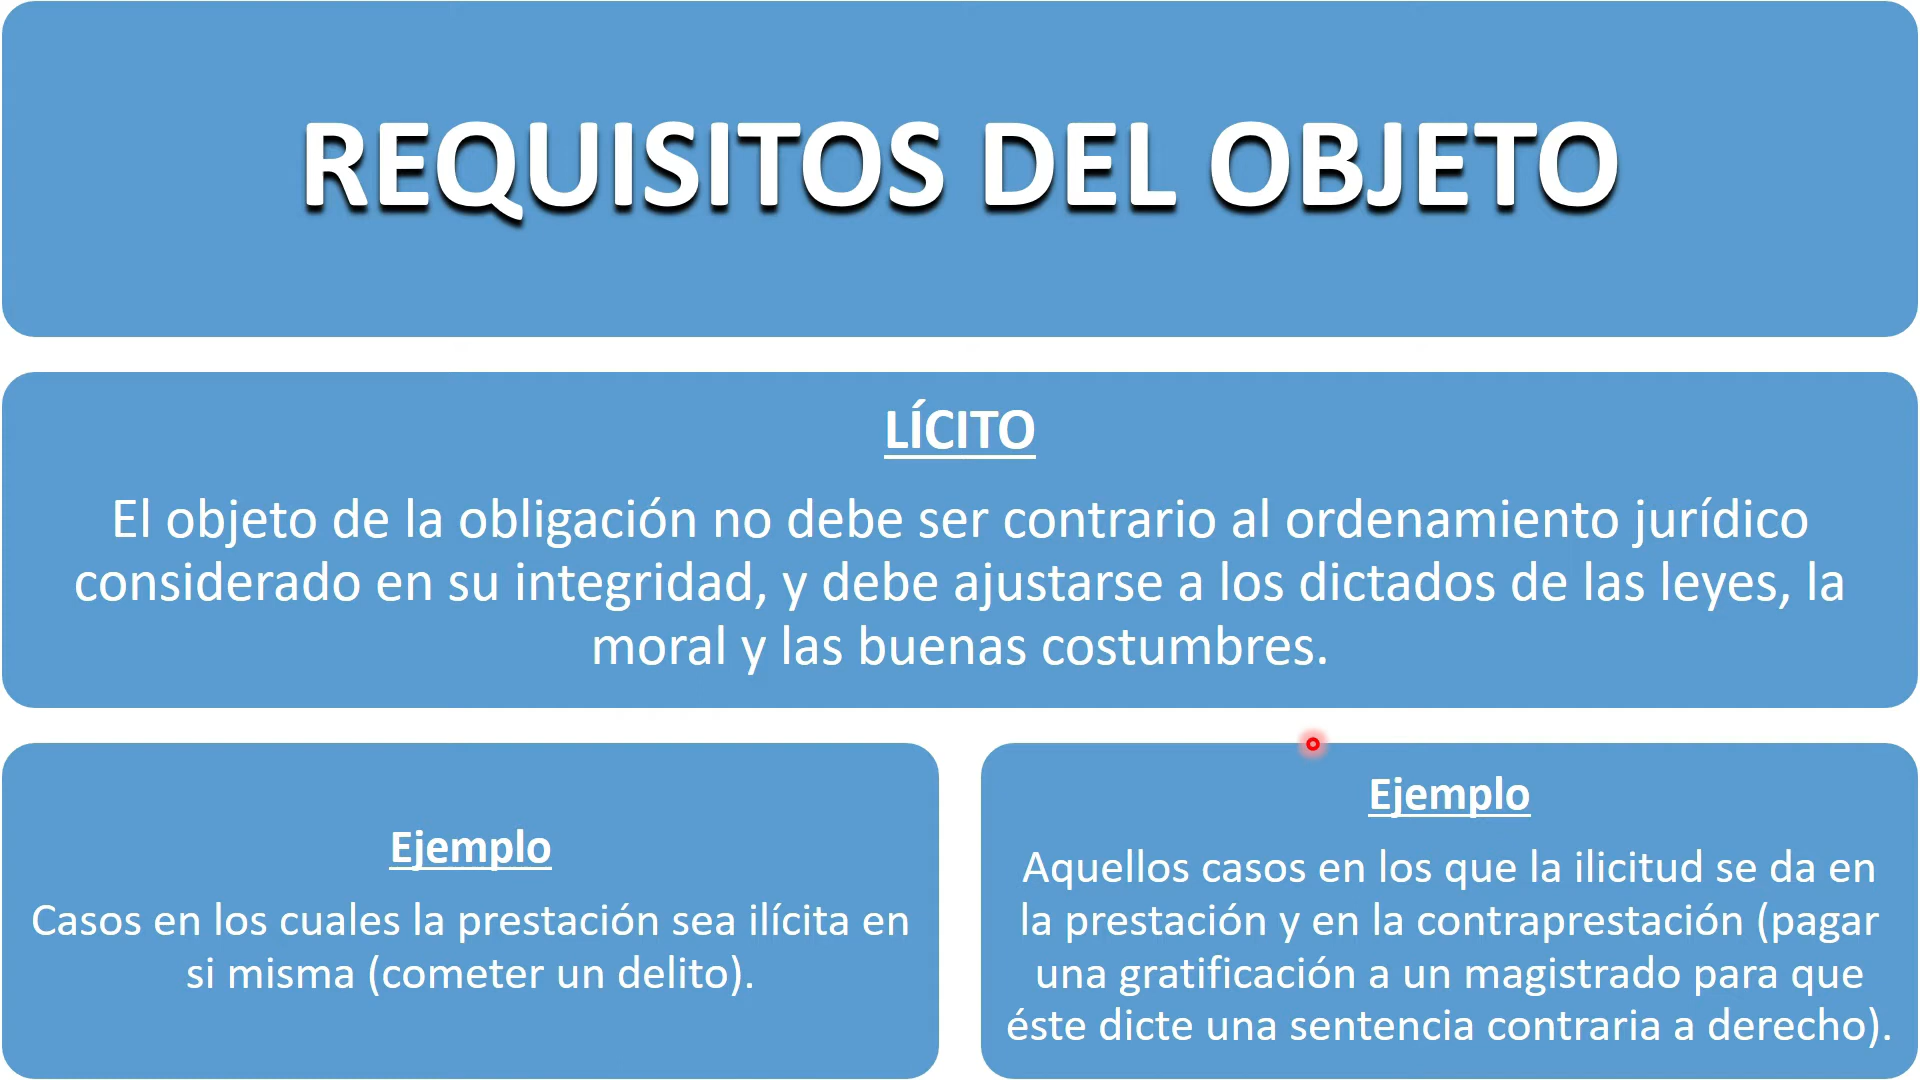 REQUISITOS DEL OBJETO
LÍCITO
El objeto de la obligación no debe ser contrario al ordenamiento jurídico
considerado en su integridad, y debe ajustarse a los dictados de las leyes, la
moral y las buenas costumbres.
Ejemplo
Casos en los cuales la prestación sea ilícita en
si misma (cometer un delito).
Ejemplo
Aquellos casos en los que la ilicitud se da en
la prestación y en la contraprestación (pagar
una gratificación a un magistrado para que
éste dicte una sentencia contraria a derecho).